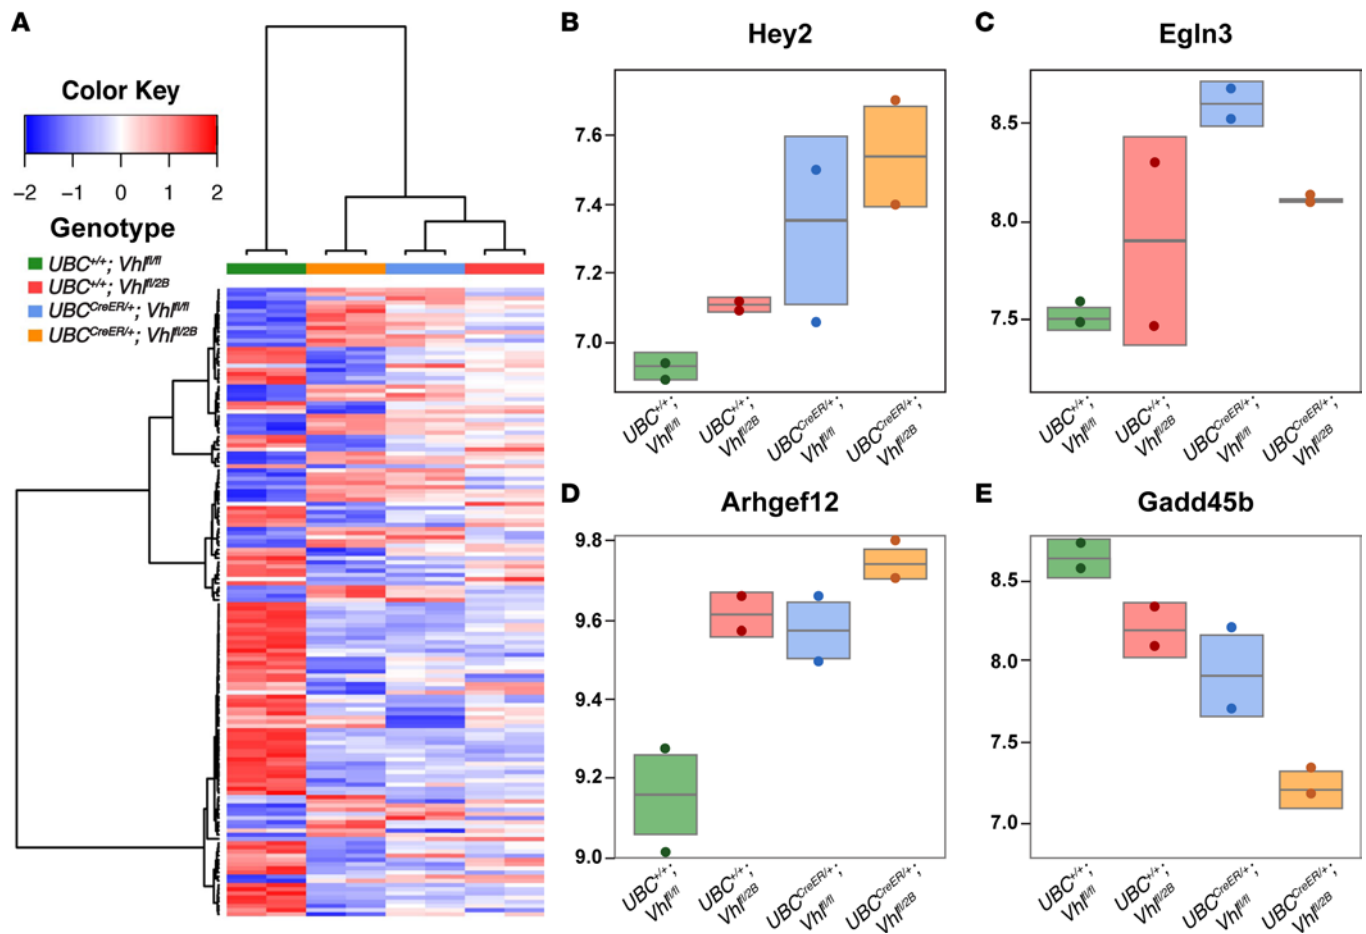 A
Color Key
−2 −1 0 1 2
Genotype
UBC+/+; Vhlfl/fl
UBC+/+; Vhlfl/2B
UBCCreER/+; Vhlfl/fl
UBCCreER/+; Vhlfl/2B
B
Hey2
7.6
7.4
7.2
7.0
UBC+/+;
Vhlfl/fl
UBC+/+;
Vhlfl/2B
UBCCreER/+;
Vhlfl/fl
UBCCreER/+;
Vhlfl/2B
C
Egln3
8.5
8.0
7.5
UBC+/+;
Vhlfl/fl
UBC+/+;
Vhlfl/2B
UBCCreER/+;
Vhlfl/fl
UBCCreER/+;
Vhlfl/2B
D
Arhgef12
9.8
9.6
9.4
9.2
9.0
UBC+/+;
Vhlfl/fl
UBC+/+;
Vhlfl/2B
UBCCreER/+;
Vhlfl/fl
UBCCreER/+;
Vhlfl/2B
E
Gadd45b
8.5
8.0
7.5
7.0
UBC+/+;
Vhlfl/fl
UBC+/+;
Vhlfl/2B
UBCCreER/+;
Vhlfl/fl
UBCCreER/+;
Vhlfl/2B